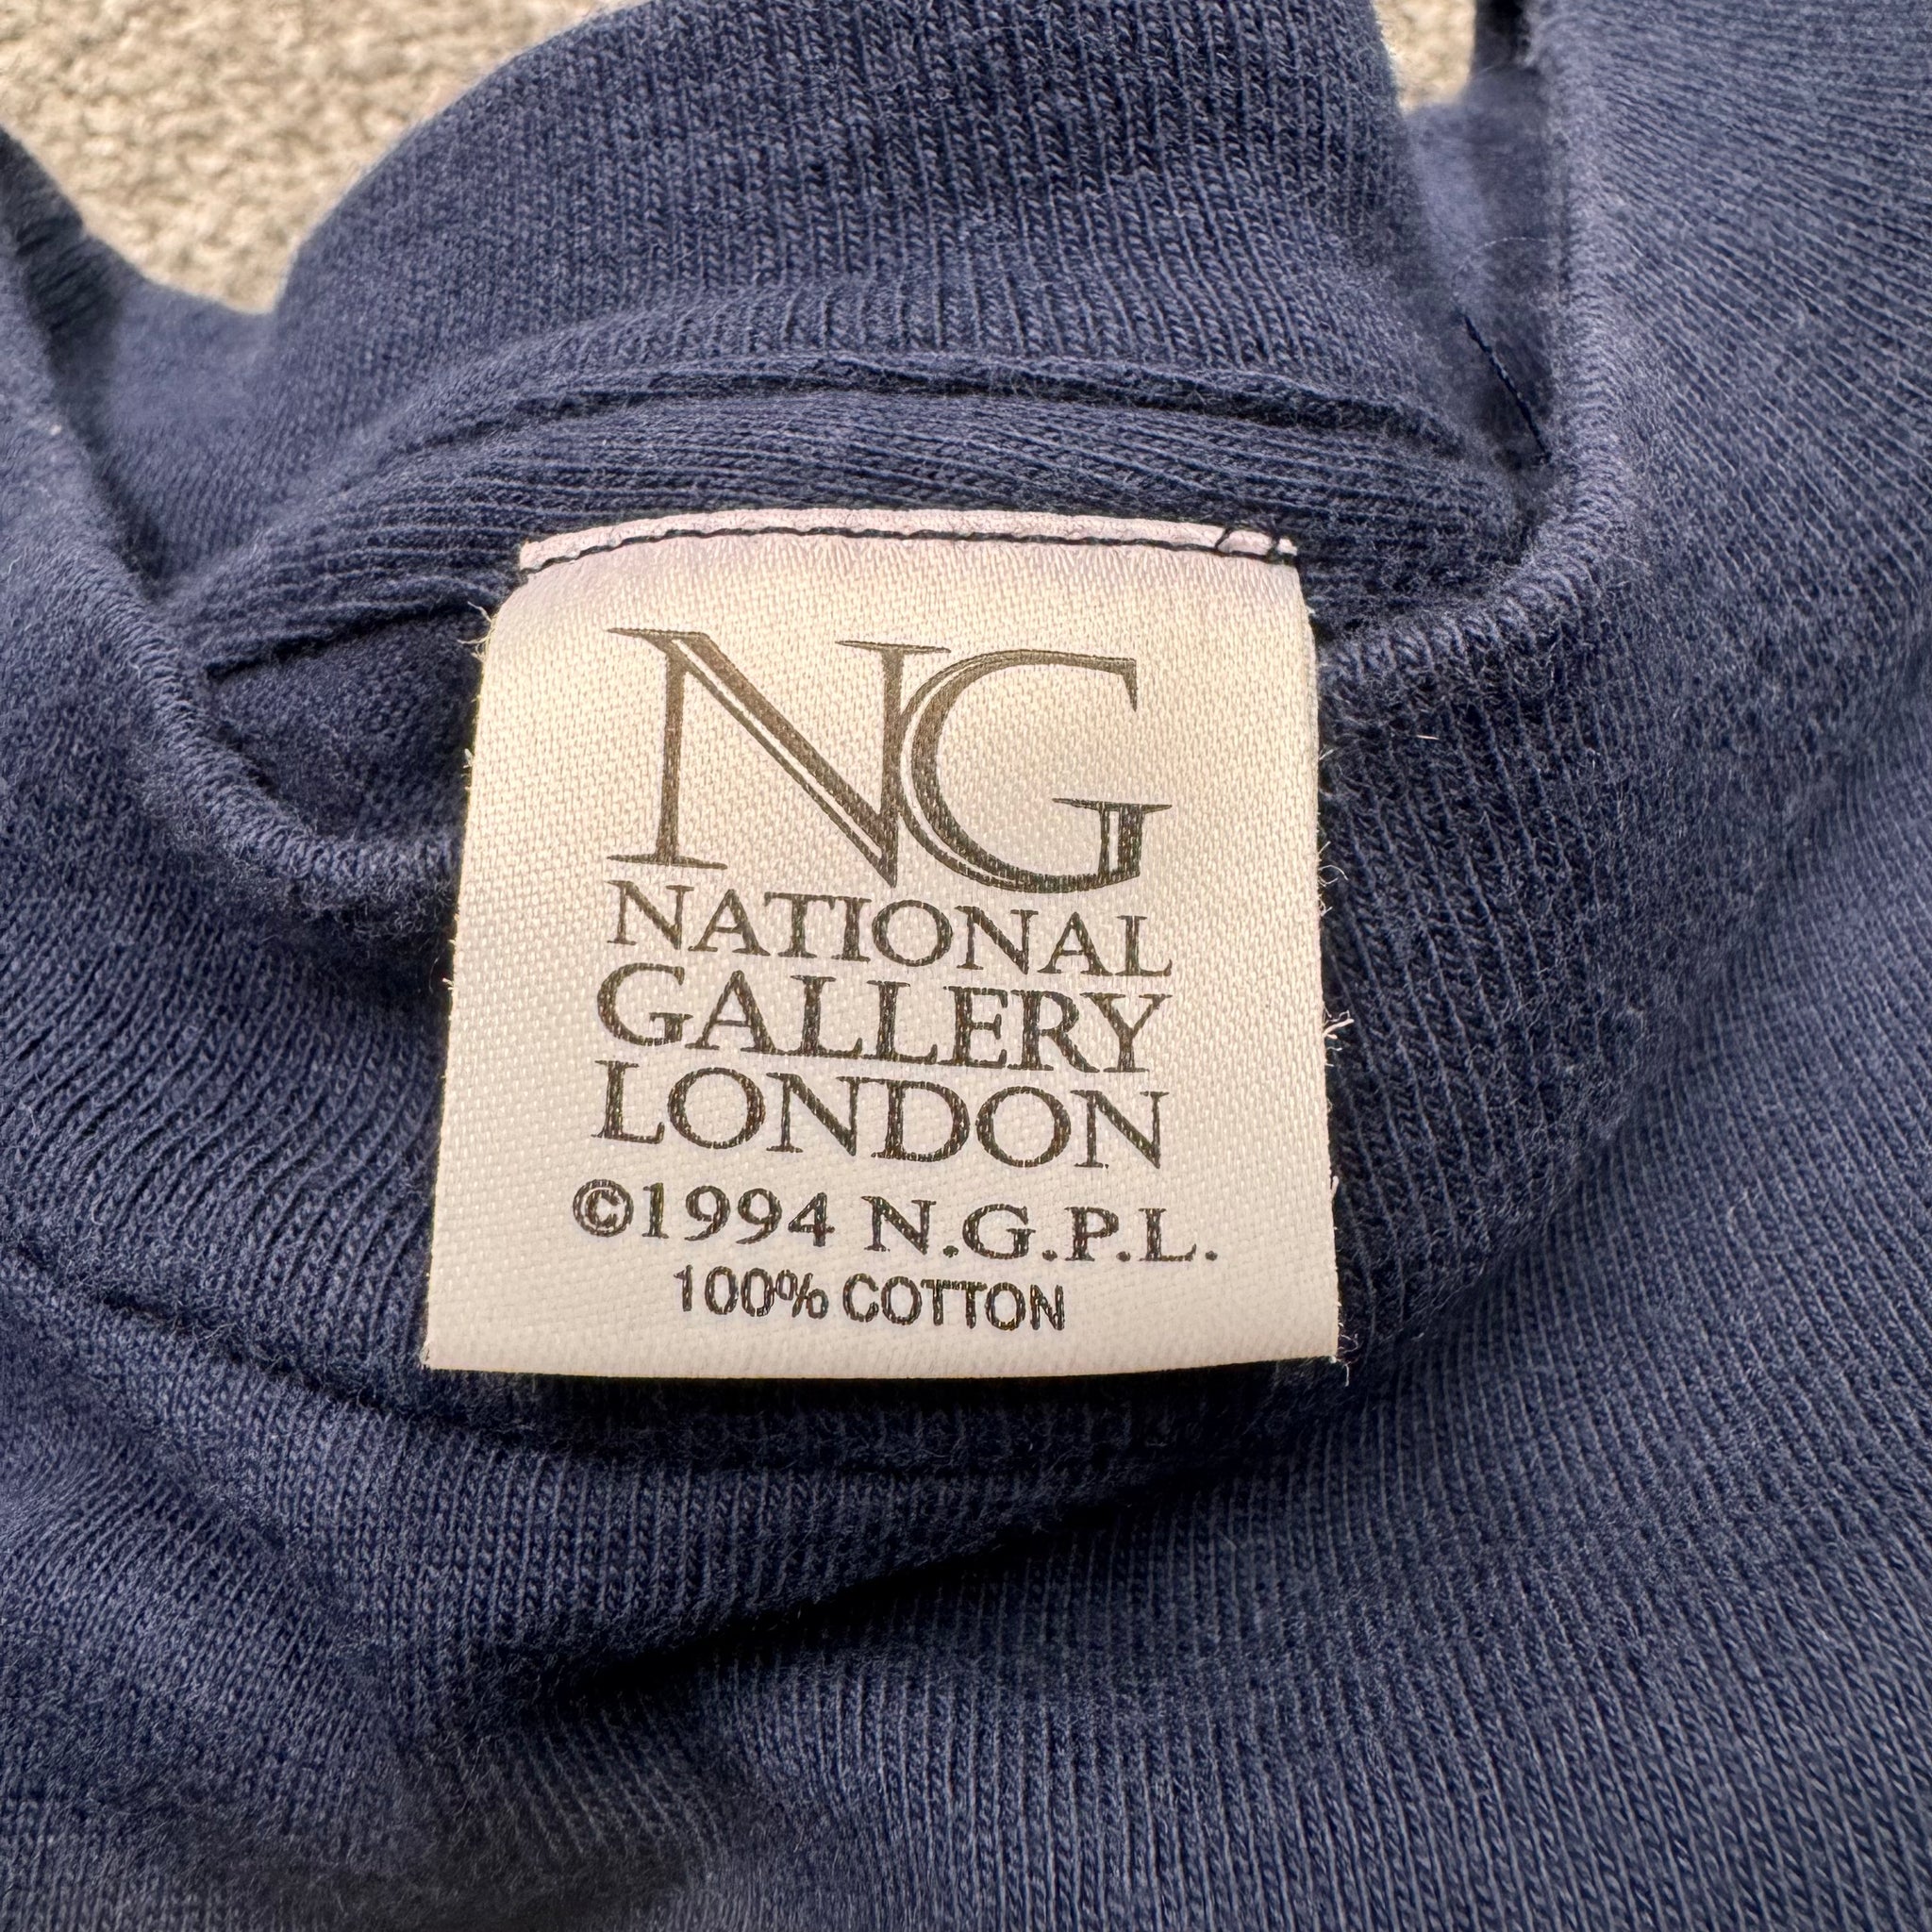 NG
NATIONAL
GALLERY
LONDON
©1994 N.G.P.L.
100% COTTON